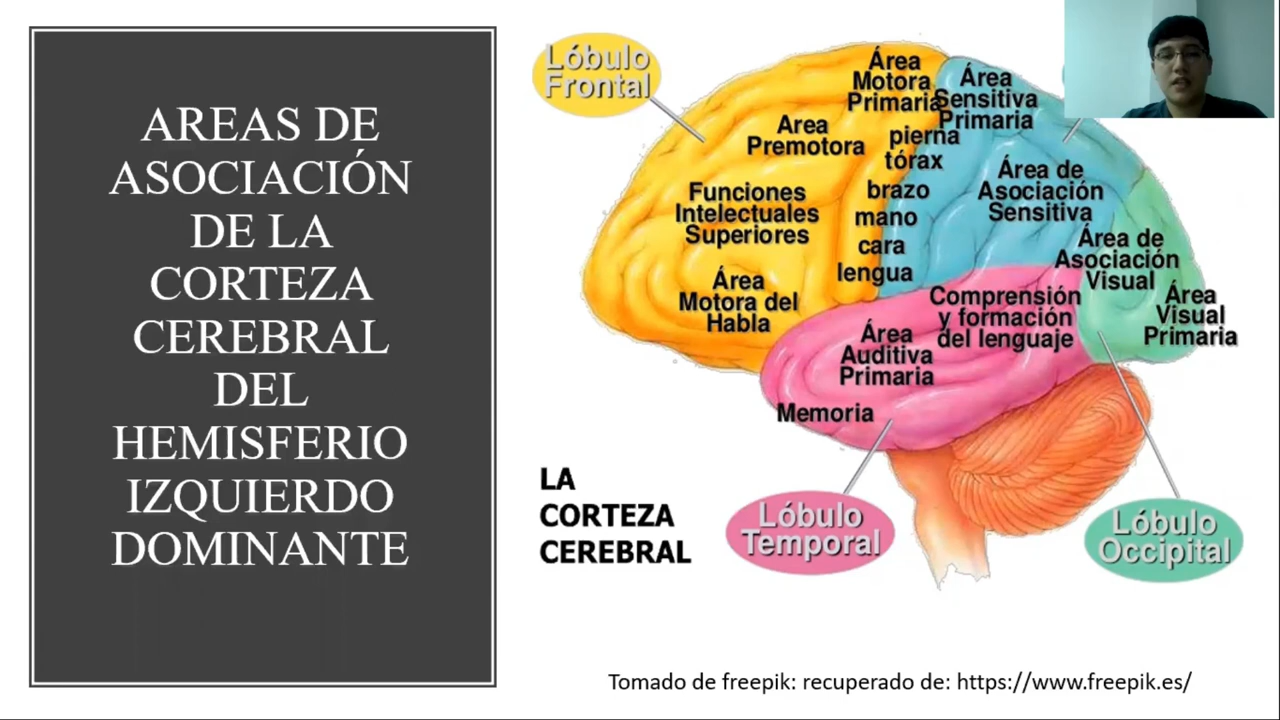 AREAS DE
ASOCIACIÓN
DE LA
CORTEZA
CEREBRAL
DEL
HEMISFERIO
IZQUIERDO
DOMINANTE
Lóbulo
Frontal
Área
Motora
Primaria
Área
Sensitiva
Primaria
Area
Premotora
pierna
tórax
brazo
mano
cara
lengua
Funciones
Intelectuales
Superiores
Área de
Asociación
Sensitiva
Área
Motora del
Habla
Área de
Asociación
Visual
Área
Visual
Primaria
Comprensión
y formación
del lenguaje
Área
Auditiva
Primaria
Memoria
LA
CORTEZA
CEREBRAL
Lóbulo
Temporal
Lóbulo
Occipital
Tomado de freepik: recuperado de: https://www.freepik.es/